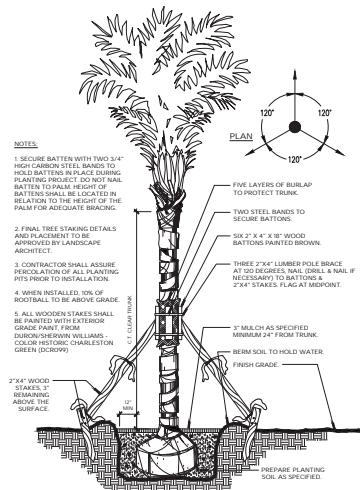 NOTES:
1. SECURE BATTEN WITH TWO 3/4"
HIGH CARBON STEEL BANDS TO
HOLD BATTENS IN PLACE DURING
PLANTING PROJECT. DO NOT NAIL
BATTEN TO PALM. HEIGHT OF
BATTENS SHALL BE LOCATED IN
RELATION TO THE HEIGHT OF THE
PALM FOR ADEQUATE BRACING.
2. FINAL TREE STAKING DETAILS
AND PLACEMENT TO BE
APPROVED BY LANDSCAPE
ARCHITECT.
3. CONTRACTOR SHALL ASSURE
PERCOLATION OF ALL PLANTING
PITS PRIOR TO INSTALLATION.
4. WHEN INSTALLED, 10% OF
ROOTBALL TO BE ABOVE GRADE.
5. ALL WOODEN STAKES SHALL
BE PAINTED WITH EXTERIOR
GRADE PAINT, FROM
DURON/SHERWIN WILLIAMS -
COLOR HISTORIC CHARLESTON
GREEN (DCR099)
2"X4" WOOD
STAKES, 3"
REMAINING
ABOVE THE
SURFACE.
C.T. CLEAR TRUNK
12"
MIN
120°
120°
120°
PLAN
FIVE LAYERS OF BURLAP
TO PROTECT TRUNK.
TWO STEEL BANDS TO
SECURE BATTONS.
SIX 2" X 4" X 18" WOOD
BATTONS PAINTED BROWN.
THREE 2"X4" LUMBER POLE BRACE
AT 120 DEGREES, NAIL (DRILL & NAIL IF
NECESSARY) TO BATTONS &
2"X4" STAKES. FLAG AT MIDPOINT.
3" MULCH AS SPECIFIED
MINIMUM 24" FROM TRUNK.
BERM SOIL TO HOLD WATER.
FINISH GRADE.
PREPARE PLANTING
SOIL AS SPECIFIED.